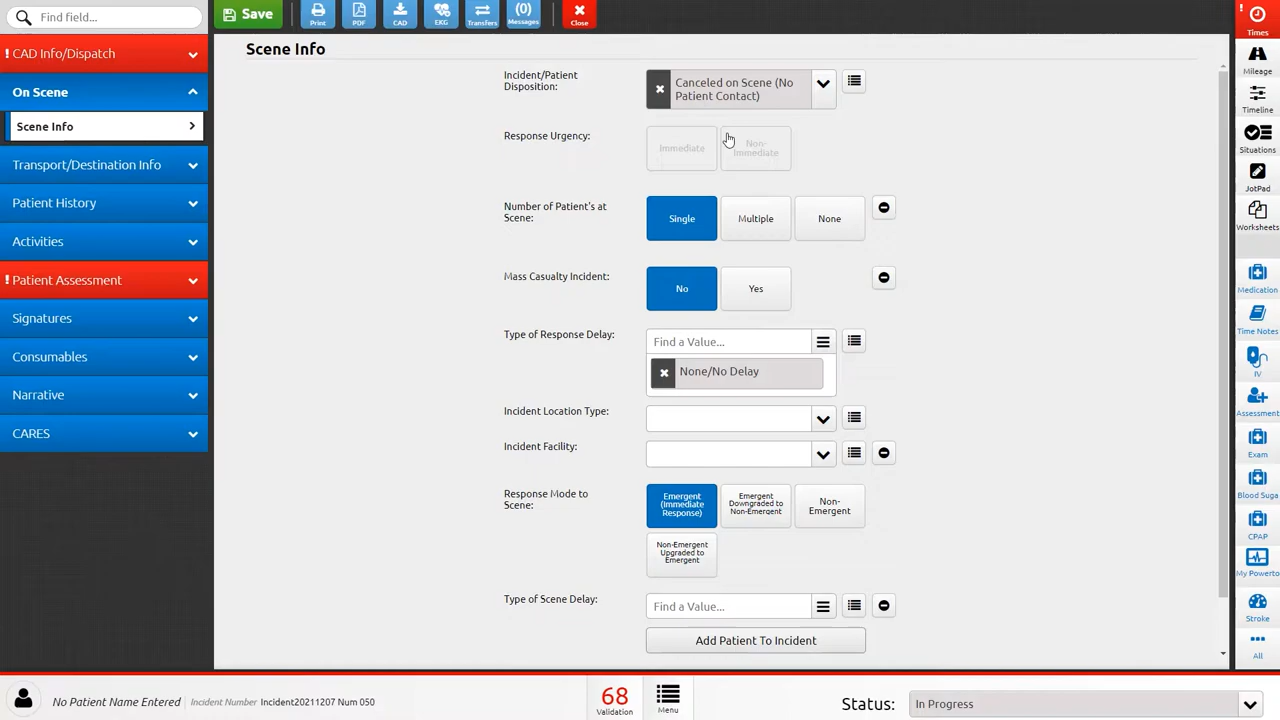 Find field...
Save
Print
PDF
CAD
EKG
Transfers
(0)
Messages
Close
Times
! CAD Info/Dispatch
On Scene
Scene Info
Transport/Destination Info
Patient History
Activities
! Patient Assessment
Signatures
Consumables
Narrative
CARES
Scene Info
Incident/Patient
Disposition:
Canceled on Scene (No
Patient Contact)
Response Urgency:
Immediate
Non-
Immediate
Number of Patient's at
Scene:
Single
Multiple
None
Mass Casualty Incident:
No
Yes
Type of Response Delay:
Find a Value...
None/No Delay
Incident Location Type:
Incident Facility:
Response Mode to
Scene:
Emergent
(Immediate
Response)
Emergent
Downgraded to
Non-Emergent
Non-
Emergent
Non-Emergent
Upgraded to
Emergent
Type of Scene Delay:
Find a Value...
Add Patient To Incident
Mileage
Timeline
Situations
JotPad
Worksheets
Medication
Time Notes
IV
Assessment
Exam
Blood Suga
CPAP
My Powerto
Stroke
All
No Patient Name Entered
Incident Number
Incident20211207 Num 050
68
Validation
Menu
Status:
In Progress